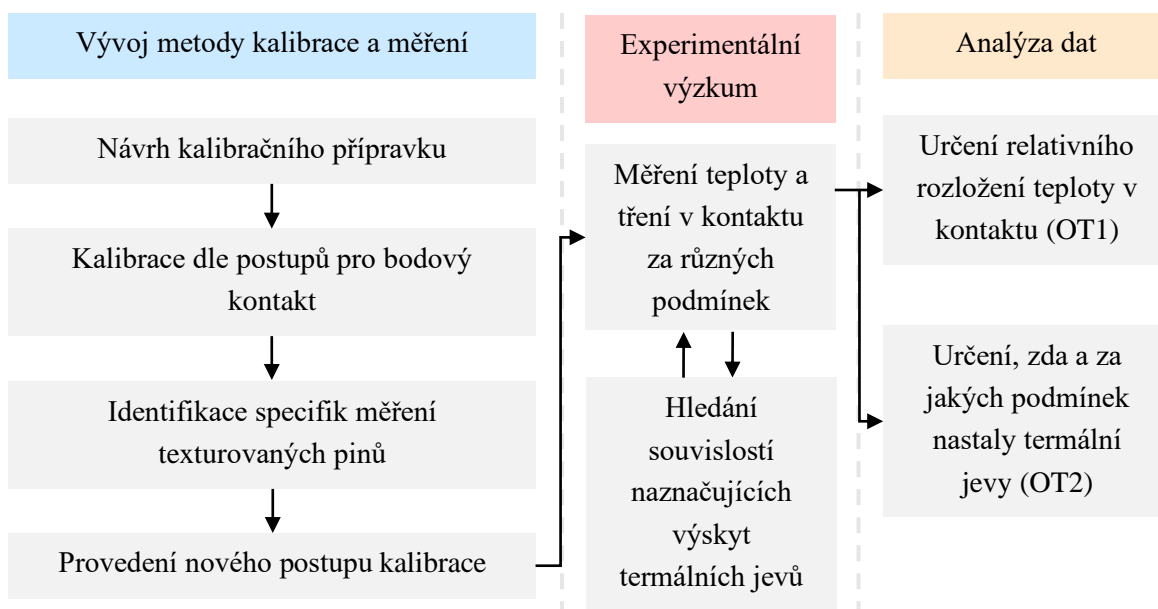 Vývoj metody kalibrace a měření
Návrh kalibračního přípravku
Kalibrace dle postupů pro bodový
kontakt
Identifikace specifik měření
texturovaných pinů
Provedení nového postupu kalibrace
Experimentální
výzkum
Měření teploty a
tření v kontaktu
za různých
podmínek
Hledání
souvislostí
naznačujících
výskyt
termálních jevů
Analýza dat
Určení relativního
rozložení teploty v
kontaktu (OT1)
Určení, zda a za
jakých podmínek
nastaly termální
jevy (OT2)